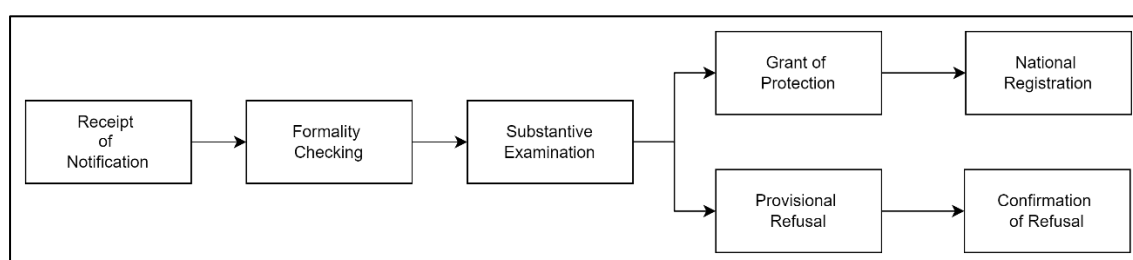 Receipt
of
Notification
Formality
Checking
Substantive
Examination
Grant of
Protection
National
Registration
Provisional
Refusal
Confirmation
of Refusal